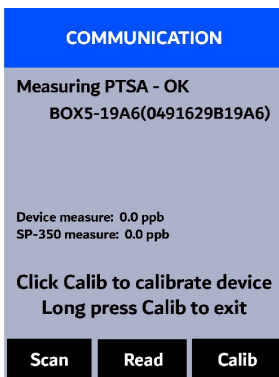 COMMUNICATION
Measuring PTSA - OK
BOX5-19A6(0491629B19A6)
Device measure: 0.0 ppb
SP-350 measure: 0.0 ppb
Click Calib to calibrate device
Long press Calib to exit
Scan Read Calib